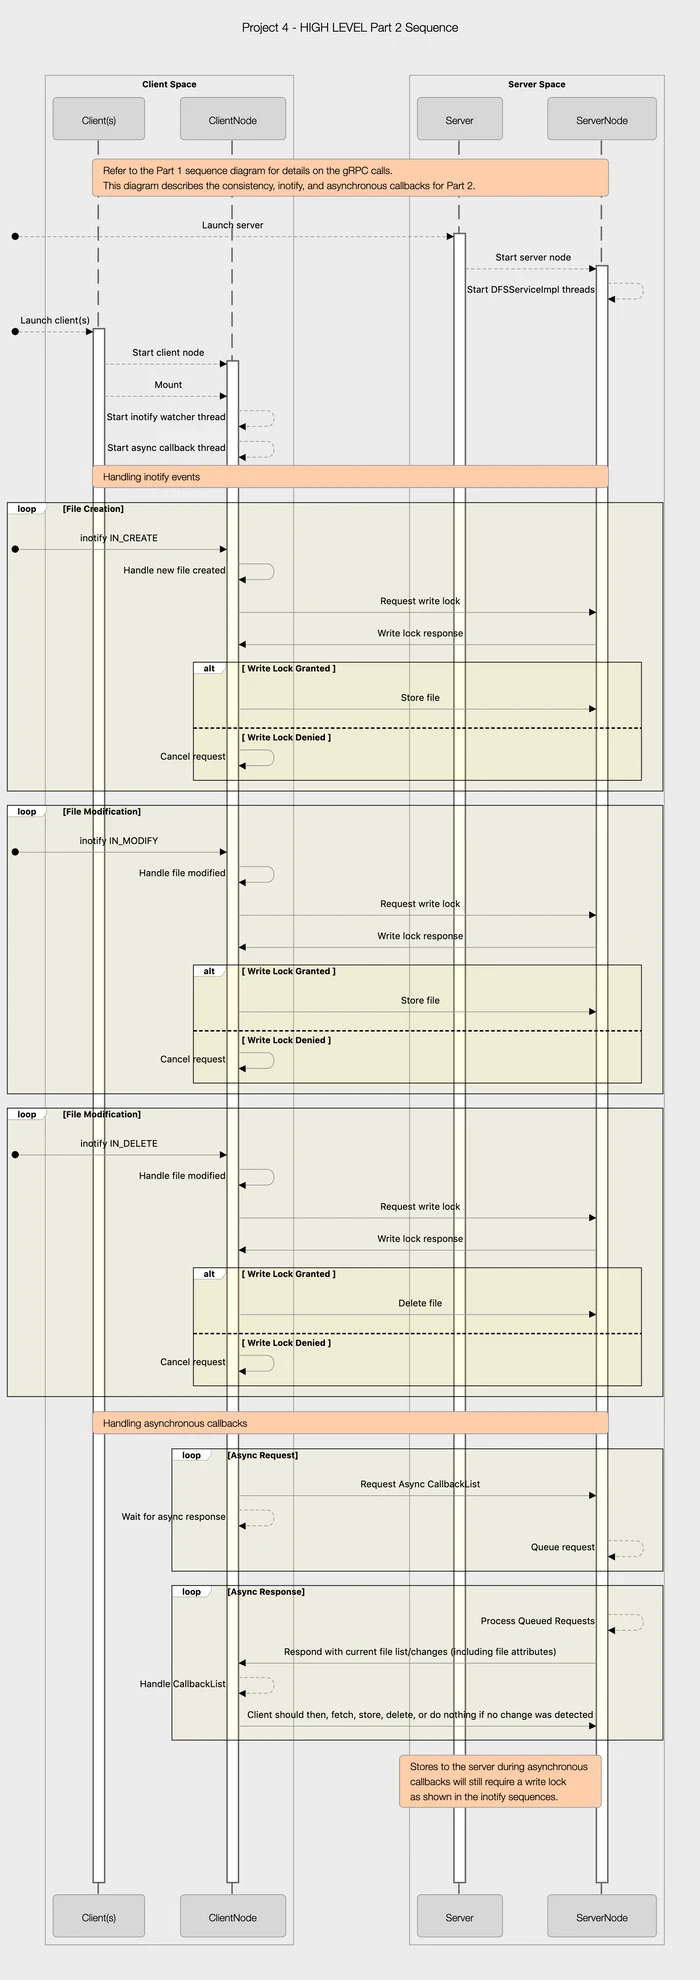 Project 4 - HIGH LEVEL Part 2 Sequence
Client Space
Server Space
Client(s)
ClientNode
Server
ServerNode
Refer to the Part 1 sequence diagram for details on the gRPC calls.
This diagram describes the consistency, inotify, and asynchronous callbacks for Part 2.
Launch server
Start server node
Start DFSServiceImpl threads
Launch client(s)
Start client node
Mount
Start inotify watcher thread
Start async callback thread
Handling inotify events
loop
[File Creation]
inotify IN_CREATE
Handle new file created
Request write lock
Write lock response
alt
[ Write Lock Granted ]
Store file
[ Write Lock Denied ]
Cancel request
loop
[File Modification]
inotify IN_MODIFY
Handle file modified
Request write lock
Write lock response
alt
[ Write Lock Granted ]
Store file
[ Write Lock Denied ]
Cancel request
loop
[File Modification]
inotify IN_DELETE
Handle file modified
Request write lock
Write lock response
alt
[ Write Lock Granted ]
Delete file
[ Write Lock Denied ]
Cancel request
Handling asynchronous callbacks
loop
[Async Request]
Request Async CallbackList
Wait for async response
Queue request
loop
[Async Response]
Process Queued Requests
Respond with current file list/changes (including file attributes)
Handle CallbackList
Client should then, fetch, store, delete, or do nothing if no change was detected
Stores to the server during asynchronous
callbacks will still require a write lock
as shown in the inotify sequences.
Client(s)
ClientNode
Server
ServerNode